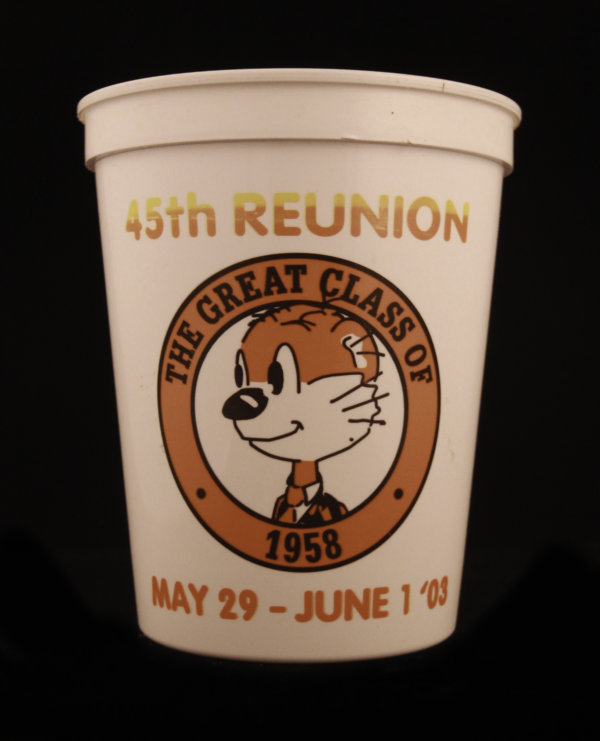 45th REUNION
THE GREAT CLASS OF
1958
MAY 29 - JUNE 1 '03